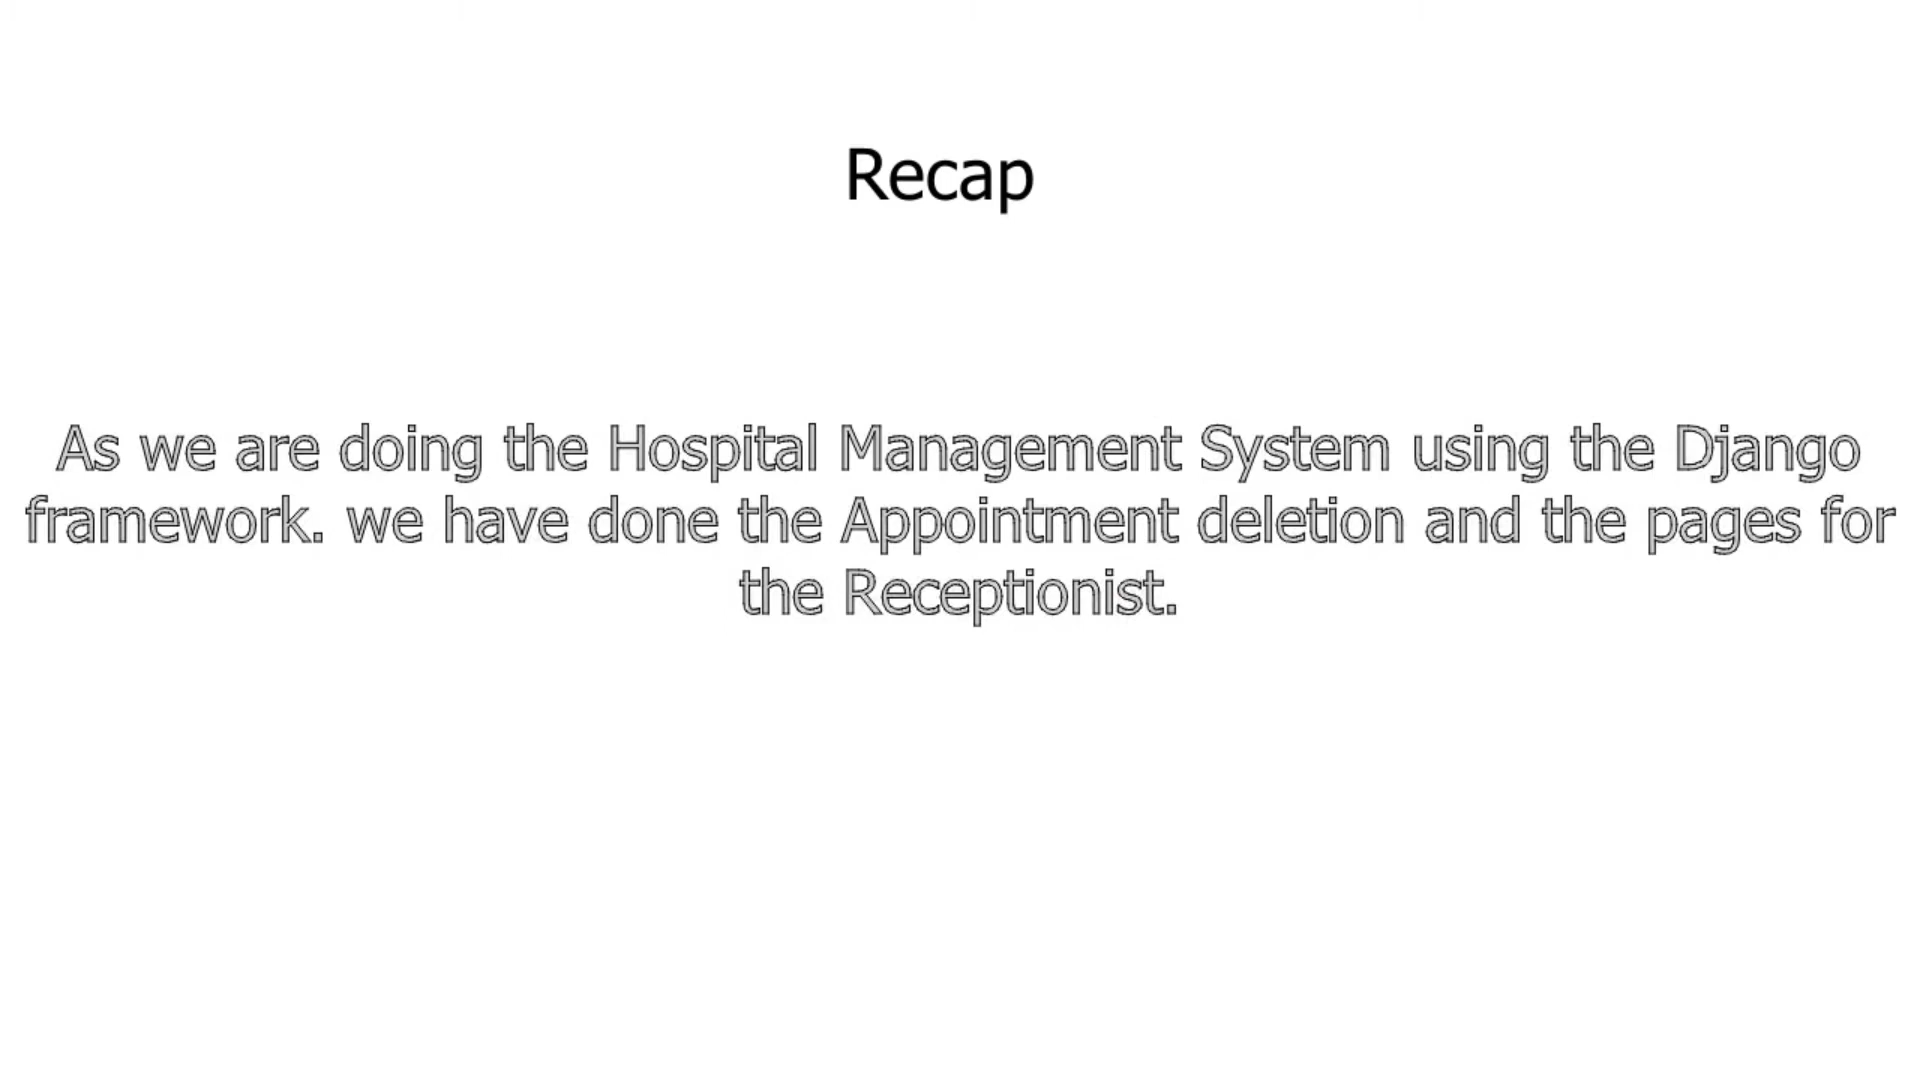 Recap
As we are doing the Hospital Management System using the Django
framework. we have done the Appointment deletion and the pages for
the Receptionist.